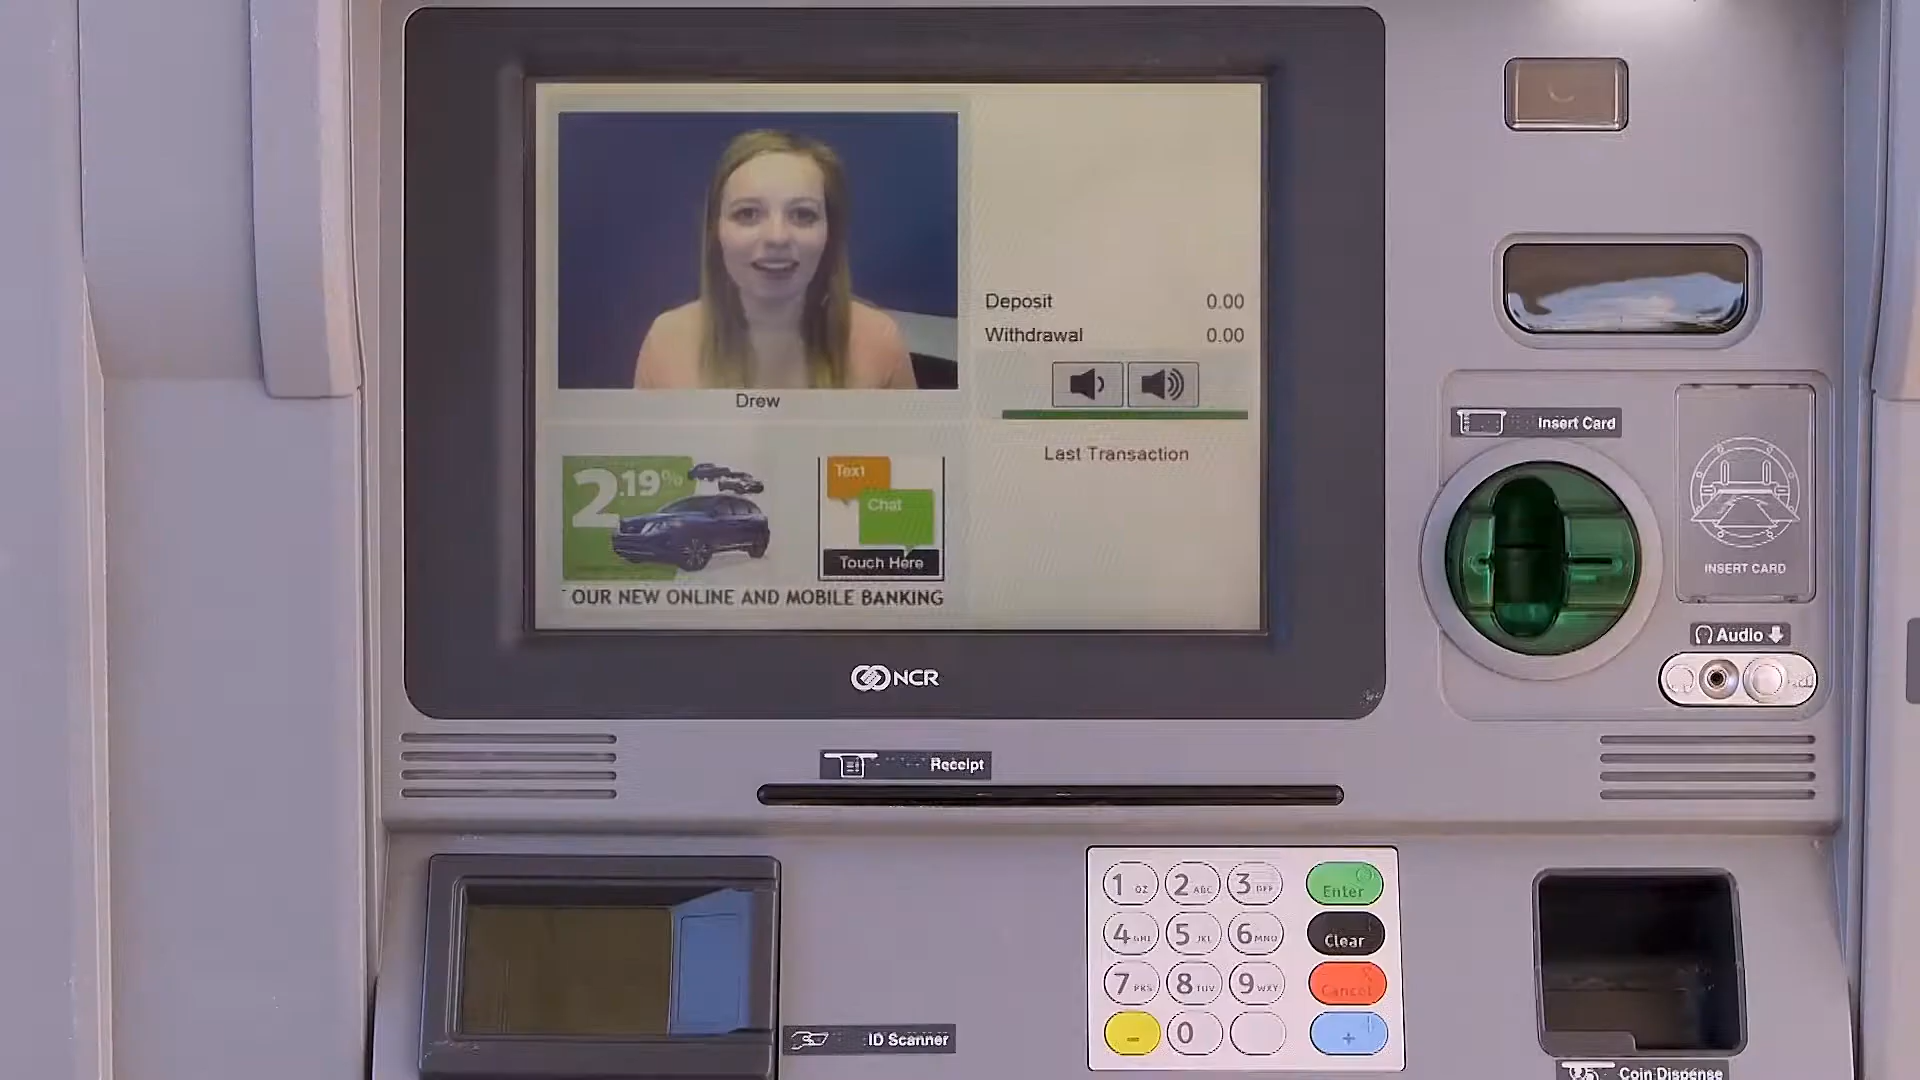 Deposit 0.00
Withdrawal 0.00
Drew
Last Transaction
2.19%
Text
Chat
Touch Here
OUR NEW ONLINE AND MOBILE BANKING
NCR
Insert Card
INSERT CARD
Audio
Receipt
1 OZ 2 ABC 3 DEF Enter
4 GHI 5 JKL 6 MNO Clear
7 PRS 8 TUV 9 WXY Cancel
- 0 +
ID Scanner
Coin Dispense